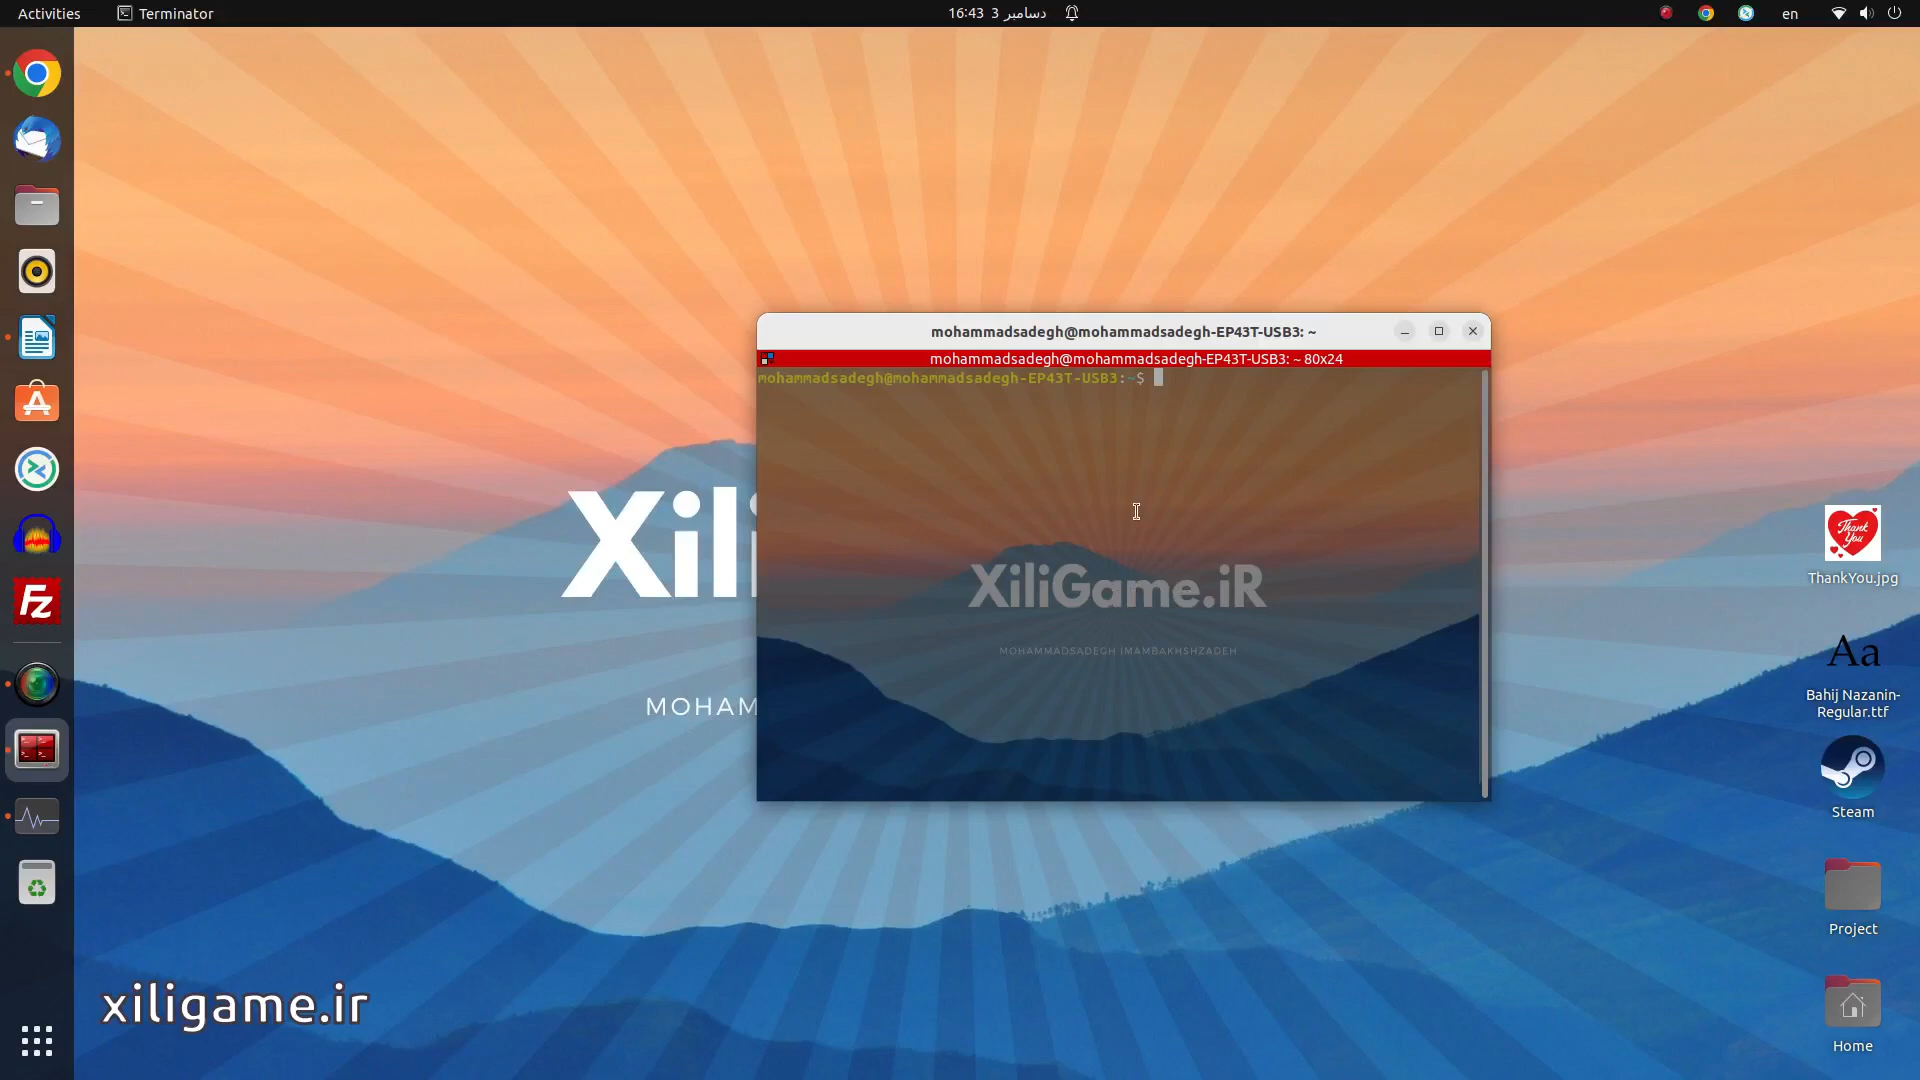 Activities
Terminator
16:43 3 دسامبر
en
mohammadsadegh@mohammadsadegh-EP43T-USB3: ~
mohammadsadegh@mohammadsadegh-EP43T-USB3: ~ 80x24
mohammadsadegh@mohammadsadegh-EP43T-USB3:~$
Xili
XiliGame.iR
MOHAMMADSADEGH IMAMBAKHSHZADEH
MOHAM
Thank You
ThankYou.jpg
Aa
Bahij Nazanin-
Regular.ttf
Steam
Project
Home
xiligame.ir